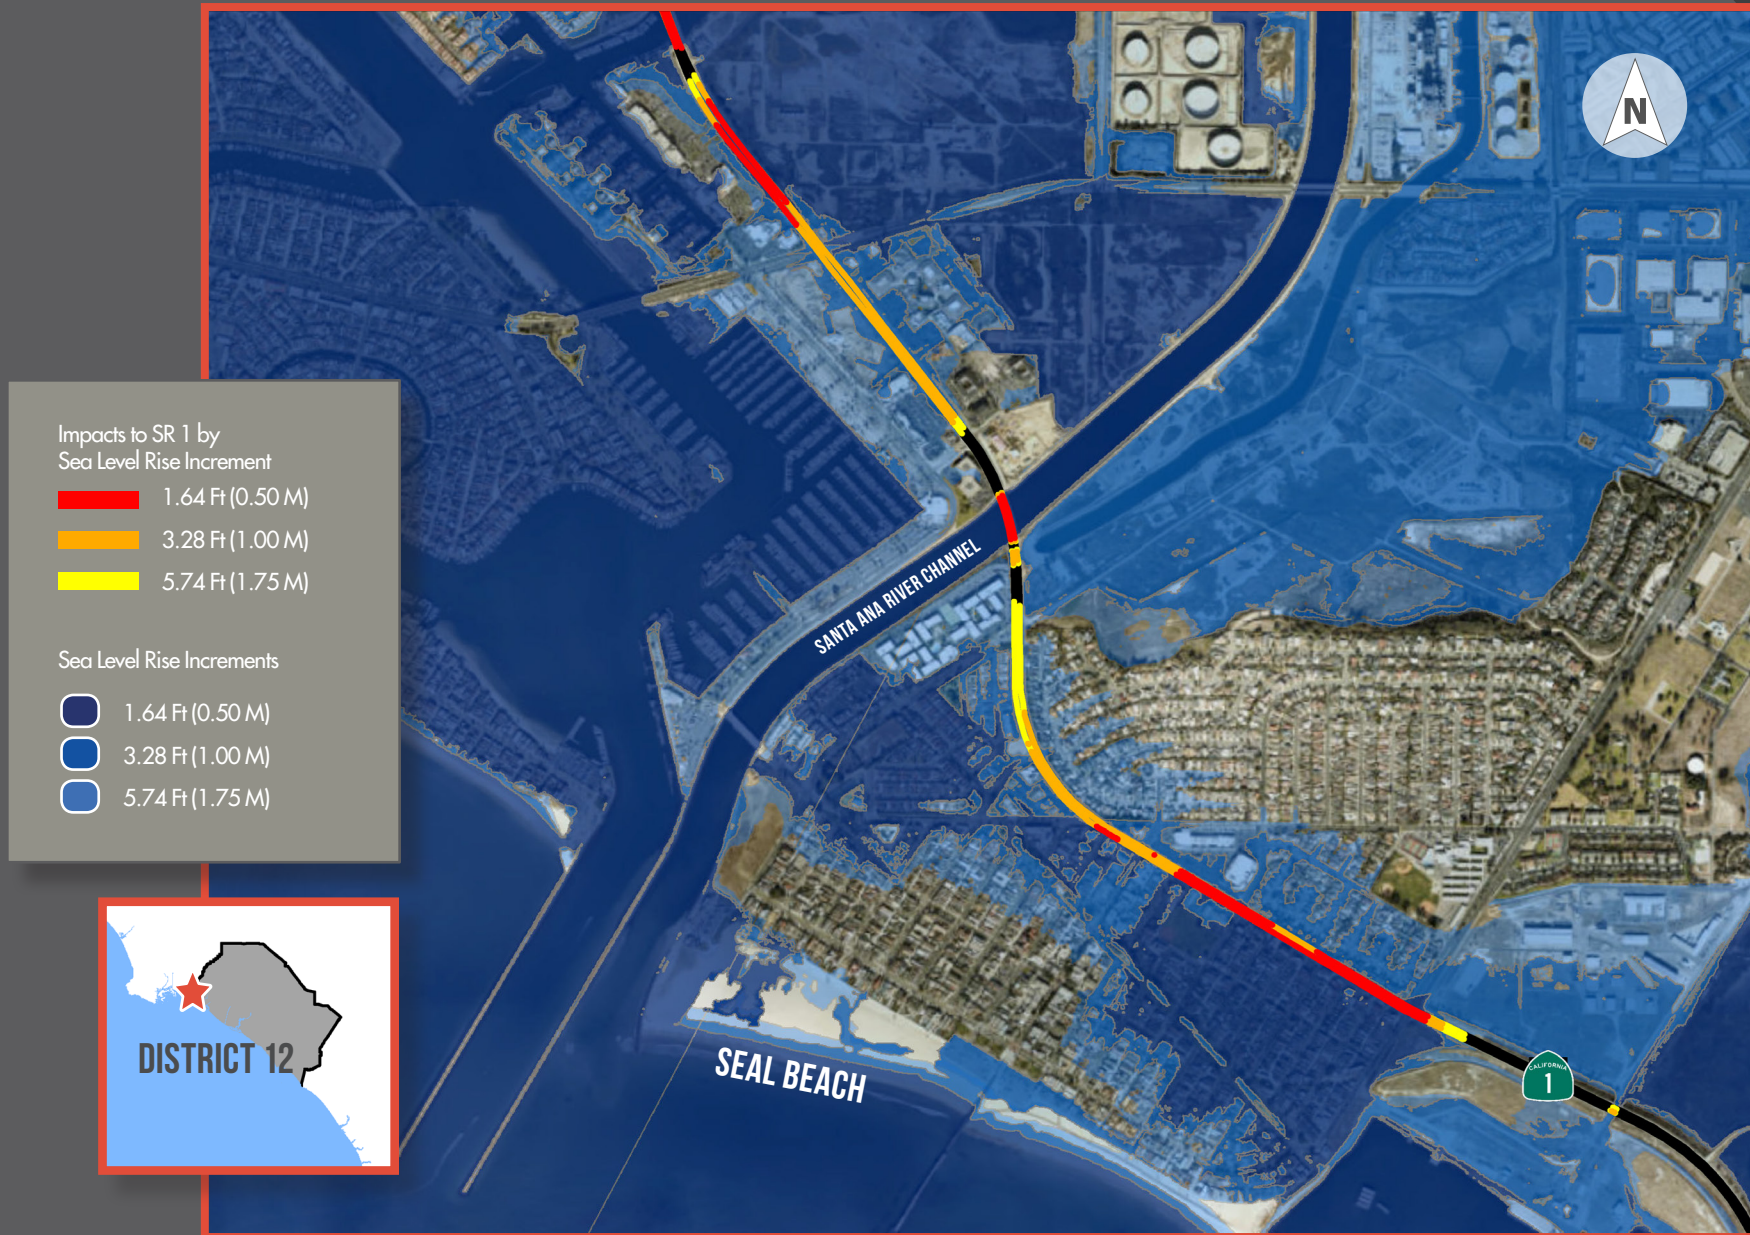 N
Impacts to SR 1 by
Sea Level Rise Increment
1.64 Ft (0.50 M)
3.28 Ft (1.00 M)
5.74 Ft (1.75 M)
Sea Level Rise Increments
1.64 Ft (0.50 M)
3.28 Ft (1.00 M)
5.74 Ft (1.75 M)
SANTA ANA RIVER CHANNEL
SEAL BEACH
CALIFORNIA
1
DISTRICT 12